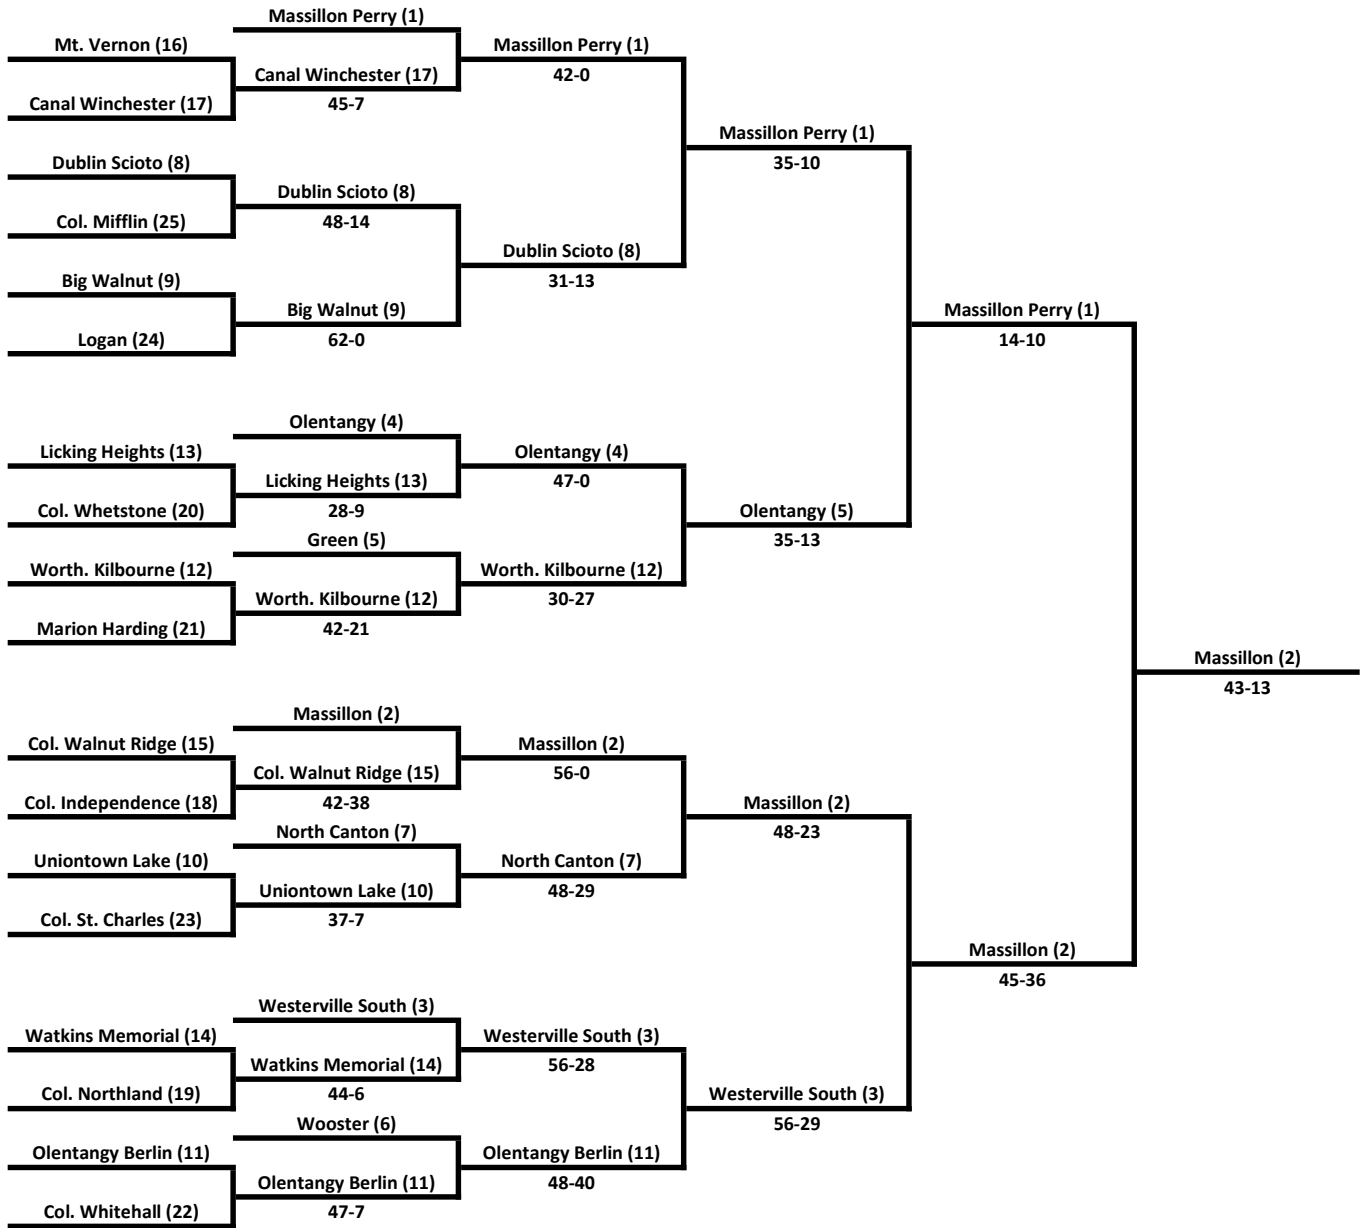 Massillon Perry (1)
Mt. Vernon (16)
Massillon Perry (1)
Canal Winchester (17)
42-0
Canal Winchester (17)
45-7
Massillon Perry (1)
Dublin Scioto (8)
35-10
Dublin Scioto (8)
Col. Mifflin (25)
48-14
Dublin Scioto (8)
Big Walnut (9)
31-13
Big Walnut (9)
Massillon Perry (1)
Logan (24)
62-0
14-10
Olentangy (4)
Licking Heights (13)
Olentangy (4)
Licking Heights (13)
47-0
Col. Whetstone (20)
28-9
Olentangy (5)
Green (5)
35-13
Worth. Kilbourne (12)
Worth. Kilbourne (12)
Worth. Kilbourne (12)
30-27
Marion Harding (21)
42-21
Massillon (2)
43-13
Massillon (2)
Col. Walnut Ridge (15)
Massillon (2)
Col. Walnut Ridge (15)
56-0
Col. Independence (18)
42-38
Massillon (2)
North Canton (7)
48-23
Uniontown Lake (10)
North Canton (7)
Uniontown Lake (10)
48-29
Col. St. Charles (23)
37-7
Massillon (2)
45-36
Westerville South (3)
Watkins Memorial (14)
Westerville South (3)
Watkins Memorial (14)
56-28
Col. Northland (19)
44-6
Westerville South (3)
Wooster (6)
56-29
Olentangy Berlin (11)
Olentangy Berlin (11)
Olentangy Berlin (11)
48-40
Col. Whitehall (22)
47-7